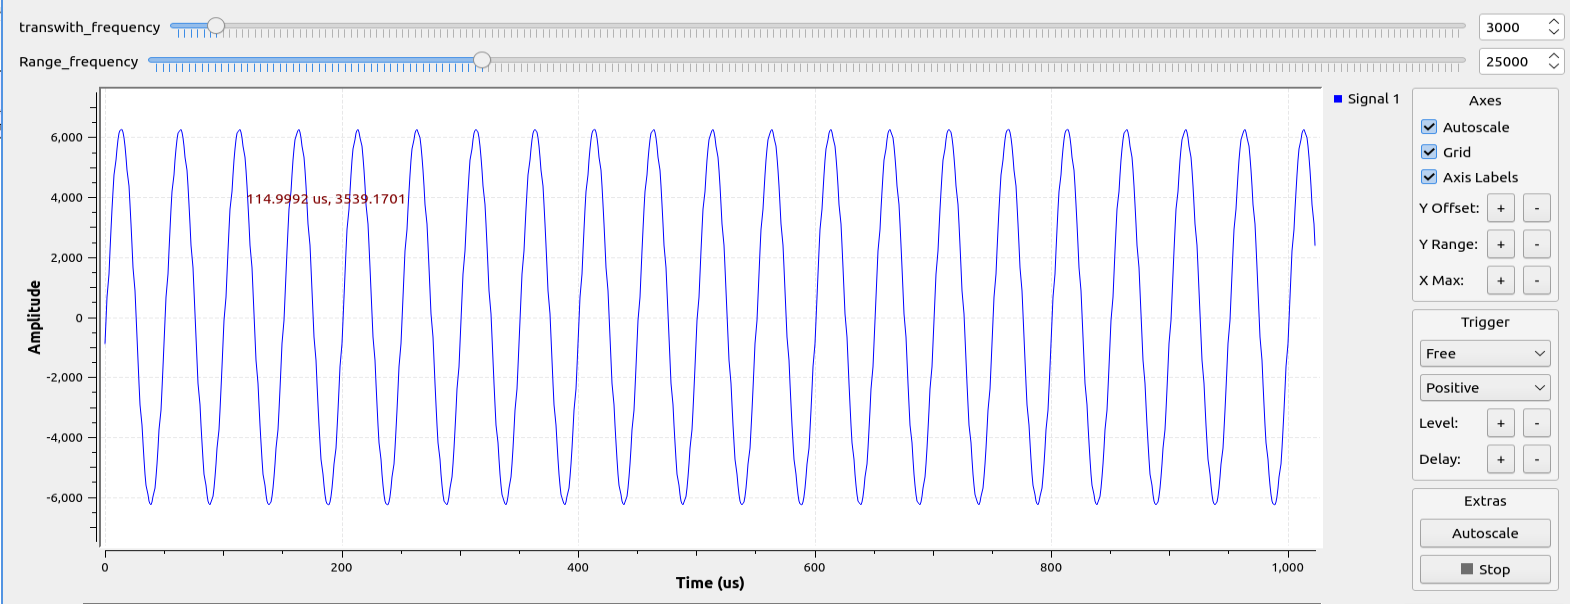 transwith_frequency
3000
Range_frequency
25000
Signal 1
Amplitude
6,000
4,000
2,000
0
-2,000
-4,000
-6,000
114.9992 us, 3539.1701
0 200 400 600 800 1,000
Time (us)
Axes
Autoscale
Grid
Axis Labels
Y Offset: + -
Y Range: + -
X Max: + -
Trigger
Free
Positive
Level: + -
Delay: + -
Extras
Autoscale
Stop